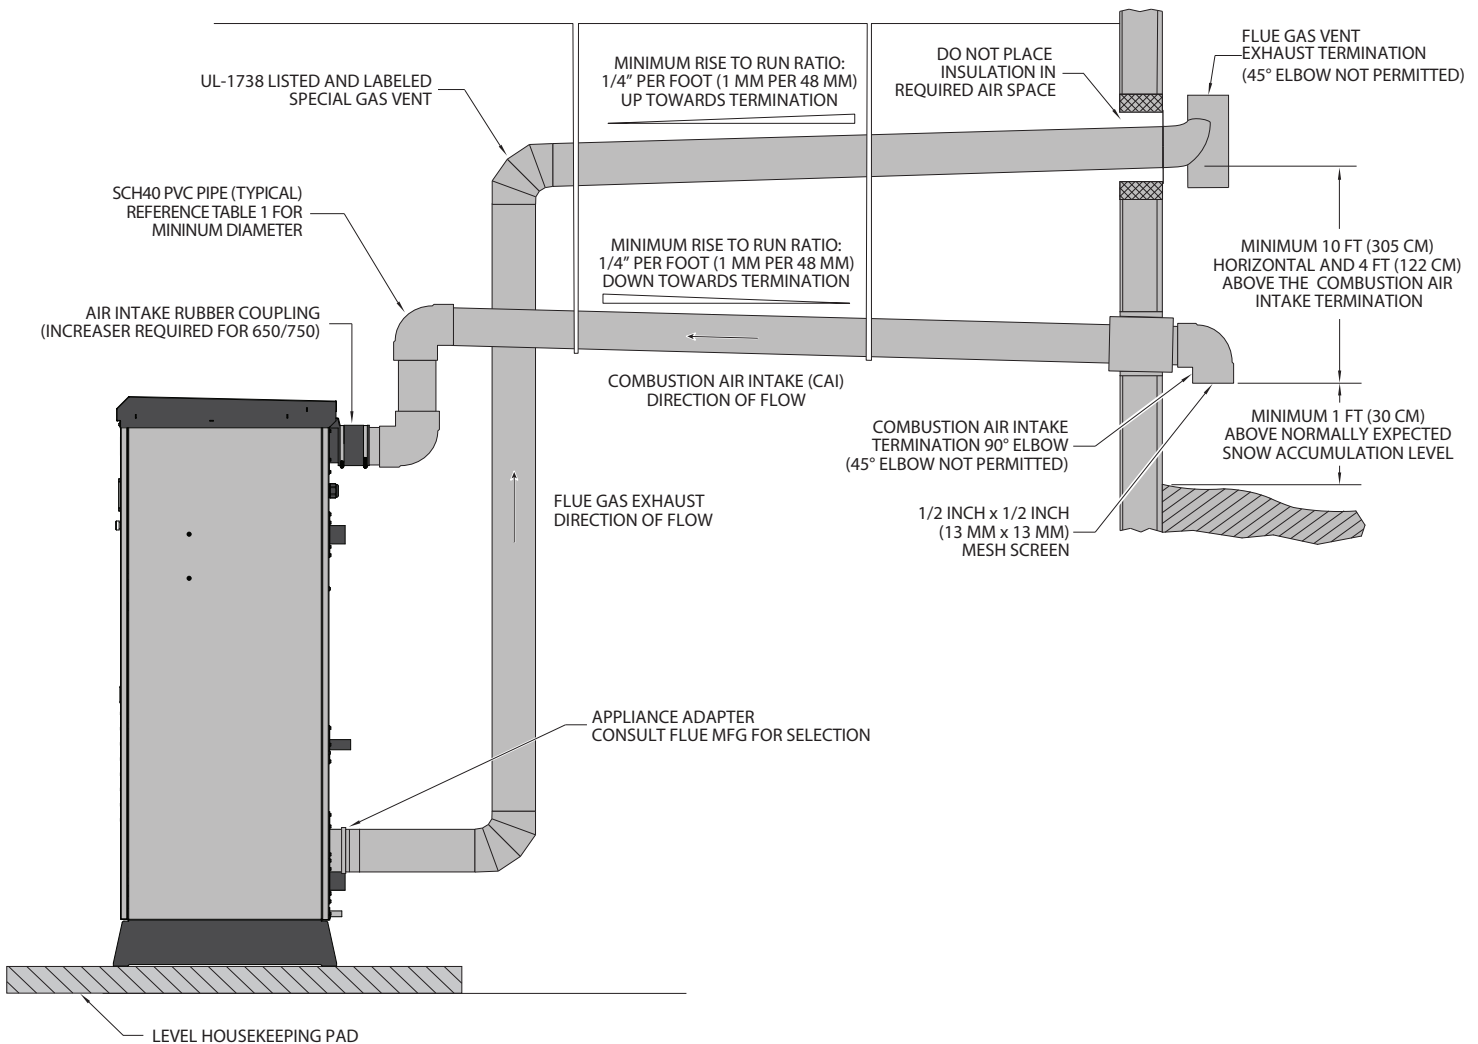 FLUE GAS VENT
EXHAUST TERMINATION
(45° ELBOW NOT PERMITTED)
DO NOT PLACE
INSULATION IN
REQUIRED AIR SPACE
MINIMUM RISE TO RUN RATIO:
1/4” PER FOOT (1 MM PER 48 MM)
UP TOWARDS TERMINATION
UL-1738 LISTED AND LABELED
SPECIAL GAS VENT
SCH40 PVC PIPE (TYPICAL)
REFERENCE TABLE 1 FOR
MININUM DIAMETER
MINIMUM RISE TO RUN RATIO:
1/4” PER FOOT (1 MM PER 48 MM)
DOWN TOWARDS TERMINATION
MINIMUM 10 FT (305 CM)
HORIZONTAL AND 4 FT (122 CM)
ABOVE THE COMBUSTION AIR
INTAKE TERMINATION
AIR INTAKE RUBBER COUPLING
(INCREASER REQUIRED FOR 650/750)
COMBUSTION AIR INTAKE (CAI)
DIRECTION OF FLOW
COMBUSTION AIR INTAKE
TERMINATION 90° ELBOW
(45° ELBOW NOT PERMITTED)
MINIMUM 1 FT (30 CM)
ABOVE NORMALLY EXPECTED
SNOW ACCUMULATION LEVEL
FLUE GAS EXHAUST
DIRECTION OF FLOW
1/2 INCH x 1/2 INCH
(13 MM x 13 MM)
MESH SCREEN
APPLIANCE ADAPTER
CONSULT FLUE MFG FOR SELECTION
LEVEL HOUSEKEEPING PAD